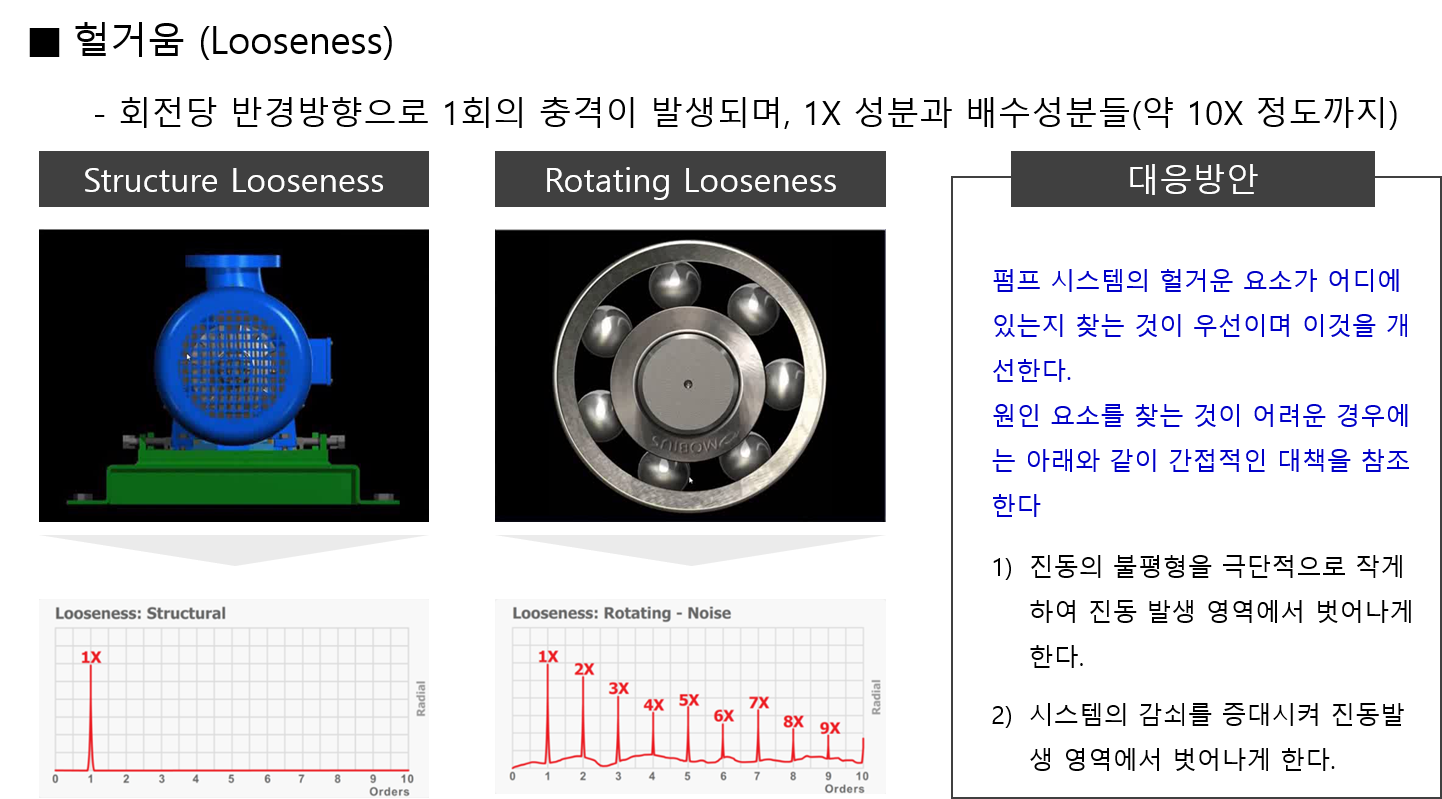 ■ 헐거움 (Looseness)
- 회전당 반경방향으로 1회의 충격이 발생되며, 1X 성분과 배수성분들(약 10X 정도까지)
Structure Looseness
Rotating Looseness
MOBIUS
Looseness: Structural
1X
Radial
0 1 2 3 4 5 6 7 8 9 10
Orders
Looseness: Rotating - Noise
1X 2X 3X 4X 5X 6X 7X 8X 9X
Radial
0 1 2 3 4 5 6 7 8 9 10
Orders
대응방안
펌프 시스템의 헐거운 요소가 어디에
있는지 찾는 것이 우선이며 이것을 개
선한다.
원인 요소를 찾는 것이 어려운 경우에
는 아래와 같이 간접적인 대책을 참조
한다
1) 진동의 불평형을 극단적으로 작게
하여 진동 발생 영역에서 벗어나게
한다.
2) 시스템의 감쇠를 증대시켜 진동발
생 영역에서 벗어나게 한다.